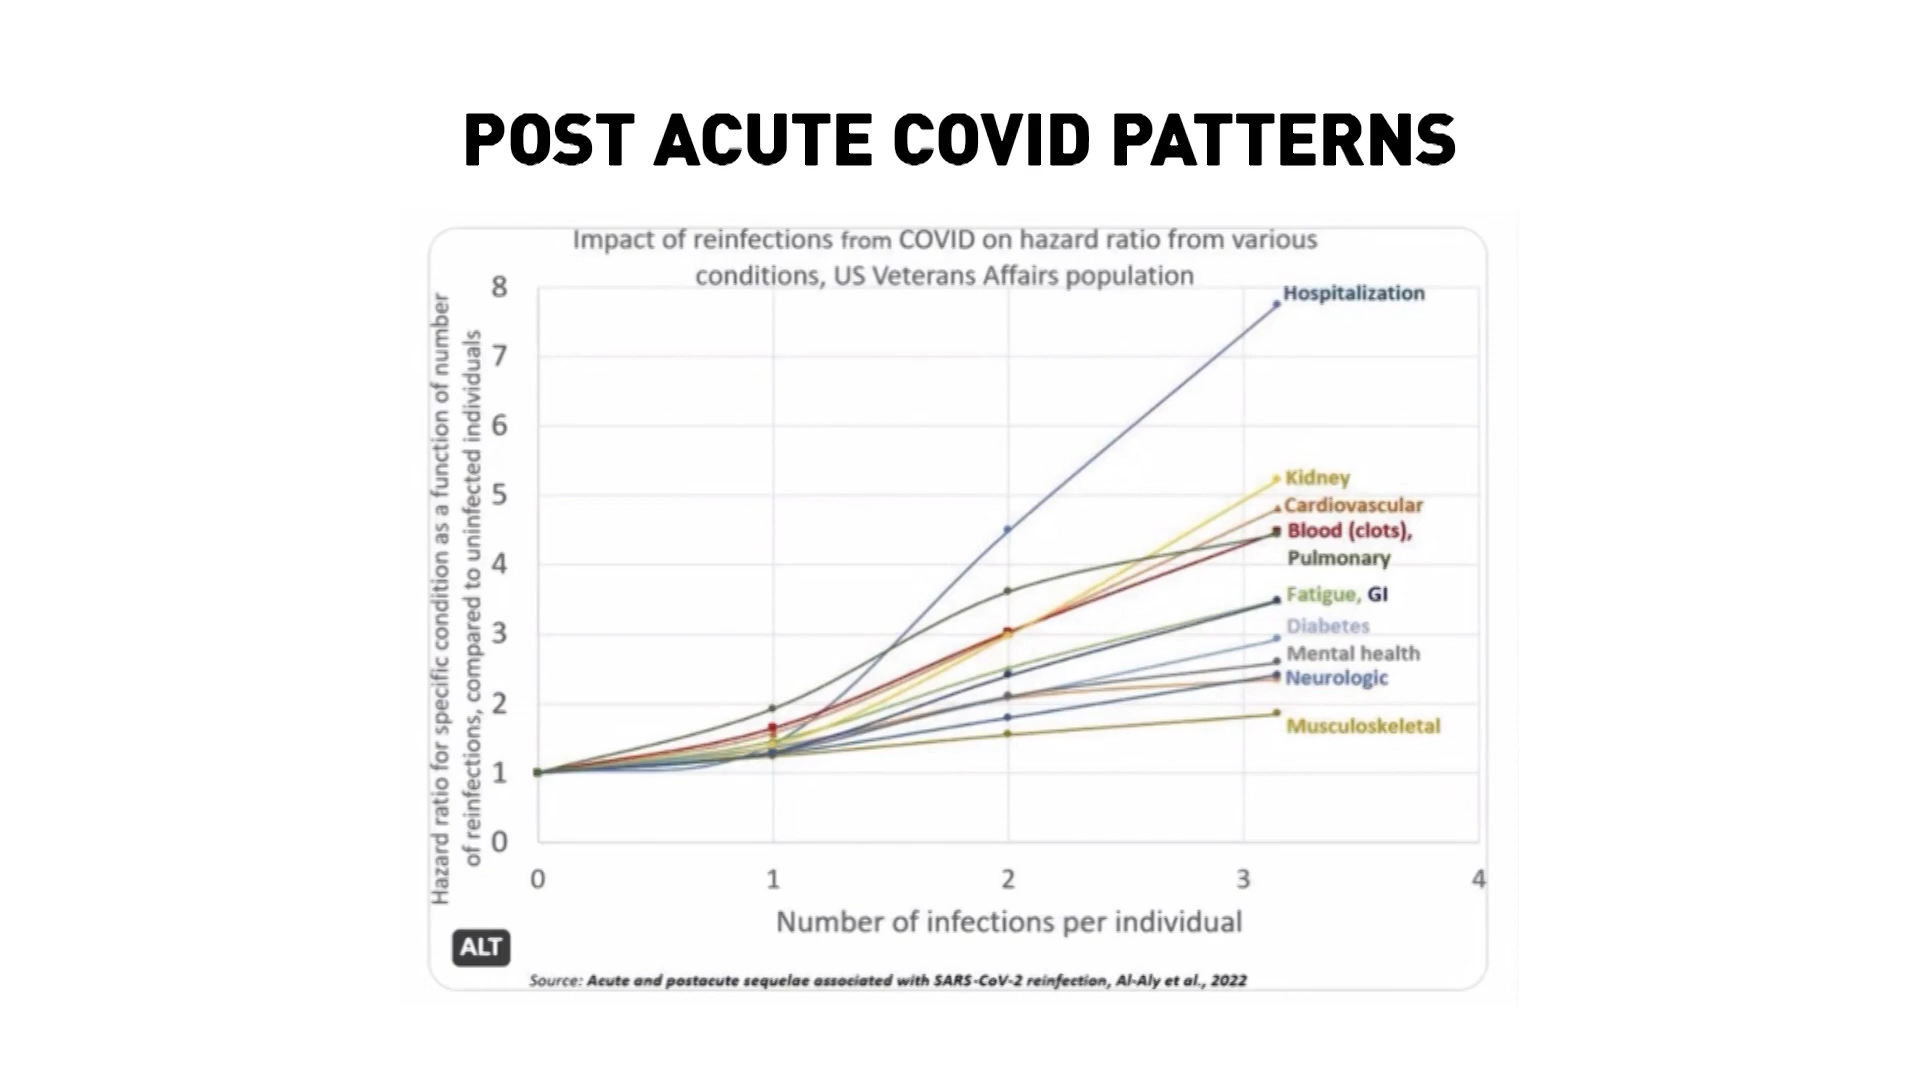 POST ACUTE COVID PATTERNS
Impact of reinfections from COVID on hazard ratio from various
conditions, US Veterans Affairs population
Hazard ratio for specific condition as a function of number
of reinfections, compared to uninfected individuals
8
7
6
5
4
3
2
1
0
Hospitalization
Kidney
Cardiovascular
Blood (clots),
Pulmonary
Fatigue, GI
Diabetes
Mental health
Neurologic
Musculoskeletal
0 1 2 3 4
Number of infections per individual
ALT
Source: Acute and postacute sequelae associated with SARS-CoV-2 reinfection, Al-Aly et al., 2022